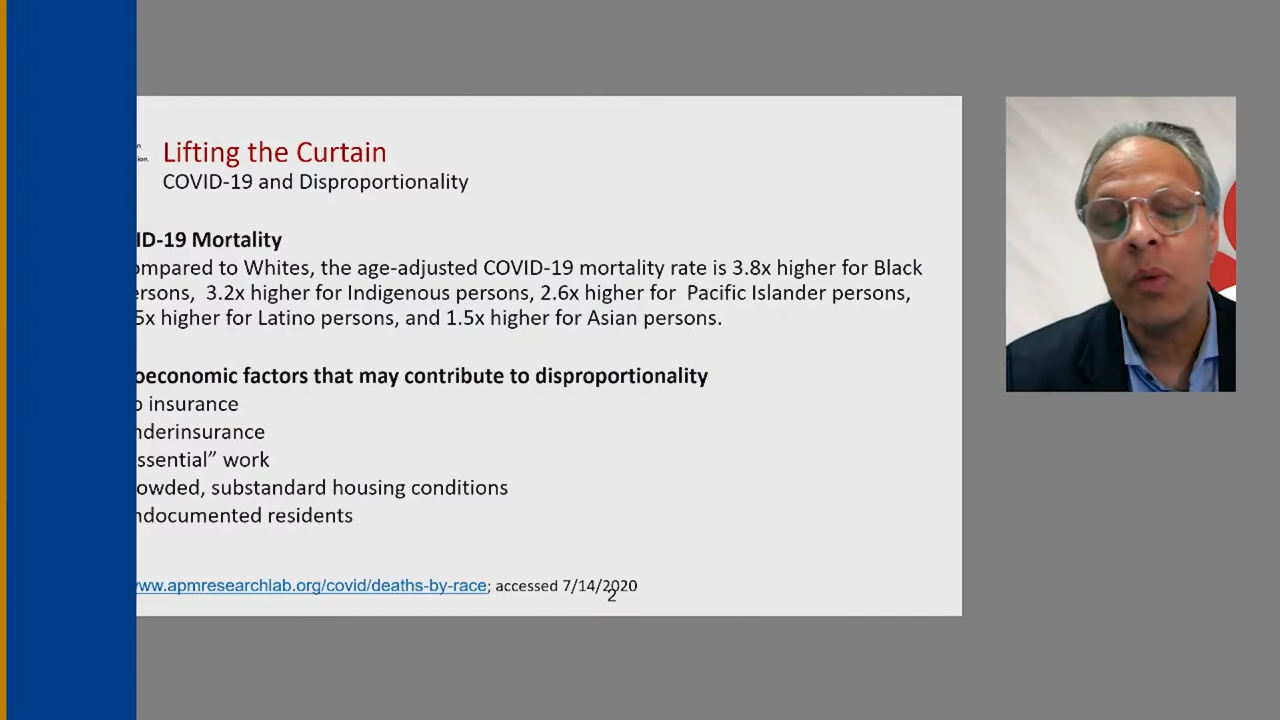 Lifting the Curtain
COVID-19 and Disproportionality
ID-19 Mortality
ompared to Whites, the age-adjusted COVID-19 mortality rate is 3.8x higher for Black
ersons, 3.2x higher for Indigenous persons, 2.6x higher for Pacific Islander persons,
5x higher for Latino persons, and 1.5x higher for Asian persons.
oeconomic factors that may contribute to disproportionality
o insurance
nderinsurance
ssential” work
owded, substandard housing conditions
ndocumented residents
ww.apmresearchlab.org/covid/deaths-by-race; accessed 7/14/2020
2